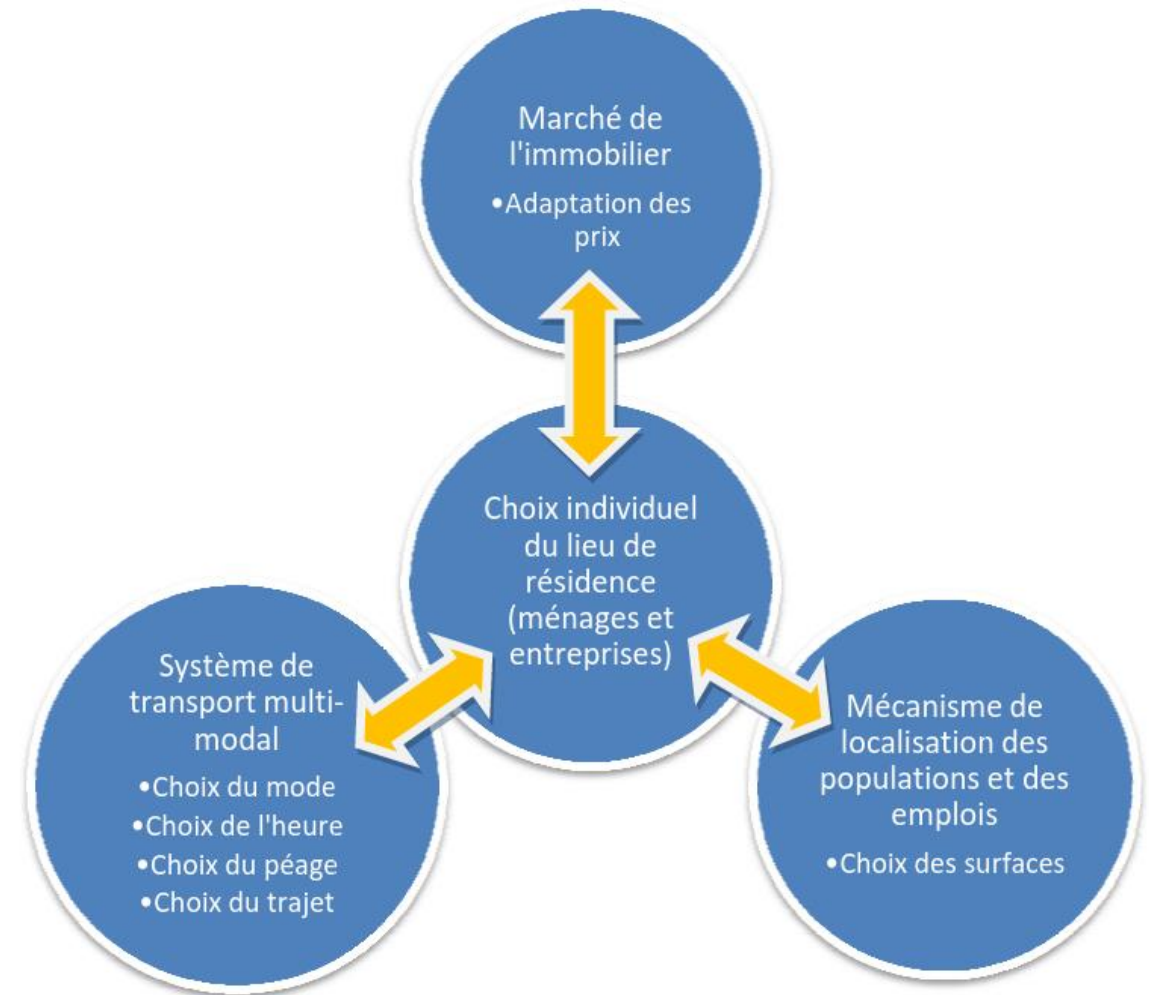 Marché de
l'immobilier
•Adaptation des
prix
Choix individuel
du lieu de
résidence
(ménages et
entreprises)
Système de
transport multi-
modal
•Choix du mode
•Choix de l'heure
•Choix du péage
•Choix du trajet
Mécanisme de
localisation des
populations et des
emplois
•Choix des surfaces